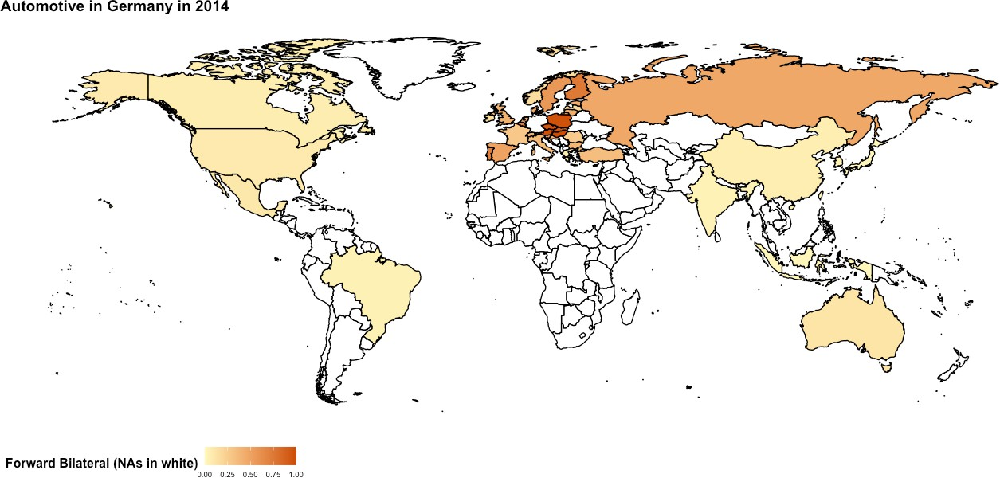 Automotive in Germany in 2014
Forward Bilateral (NAs in white)
0.00 0.25 0.50 0.75 1.00